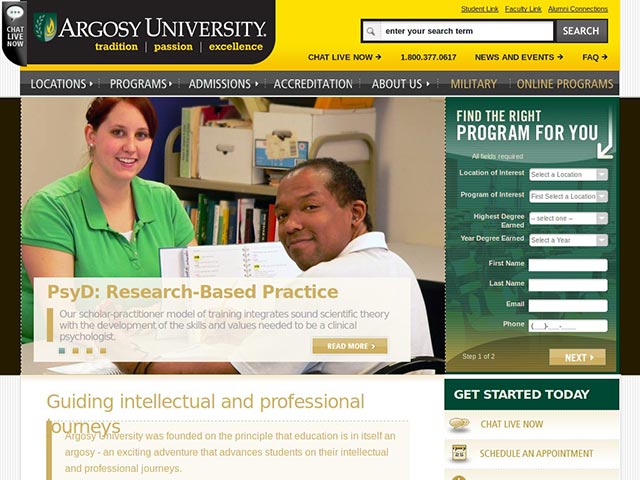 CHAT
LIVE
NOW
ARGOSY UNIVERSITY.
tradition | passion | excellence
Student Link Faculty Link Alumni Connections
enter your search term
SEARCH
CHAT LIVE NOW 1.800.377.0617 NEWS AND EVENTS FAQ
LOCATIONS PROGRAMS ADMISSIONS ACCREDITATION ABOUT US MILITARY ONLINE PROGRAMS
PsyD: Research-Based Practice
Our scholar-practitioner model of training integrates sound scientific theory
with the development of the skills and values needed to be a clinical
psychologist.
READ MORE
FIND THE RIGHT
PROGRAM FOR YOU
All fields required
Location of Interest Select a Location
Program of Interest First Select a Location
Highest Degree
Earned
-- select one --
Year Degree Earned Select a Year
First Name
Last Name
Email
Phone (___)-___-____
Step 1 of 2
NEXT
Guiding intellectual and professional
journeys
Argosy University was founded on the principle that education is in itself an
argosy - an exciting adventure that advances students on their intellectual
and professional journeys.
GET STARTED TODAY
CHAT LIVE NOW
SCHEDULE AN APPOINTMENT